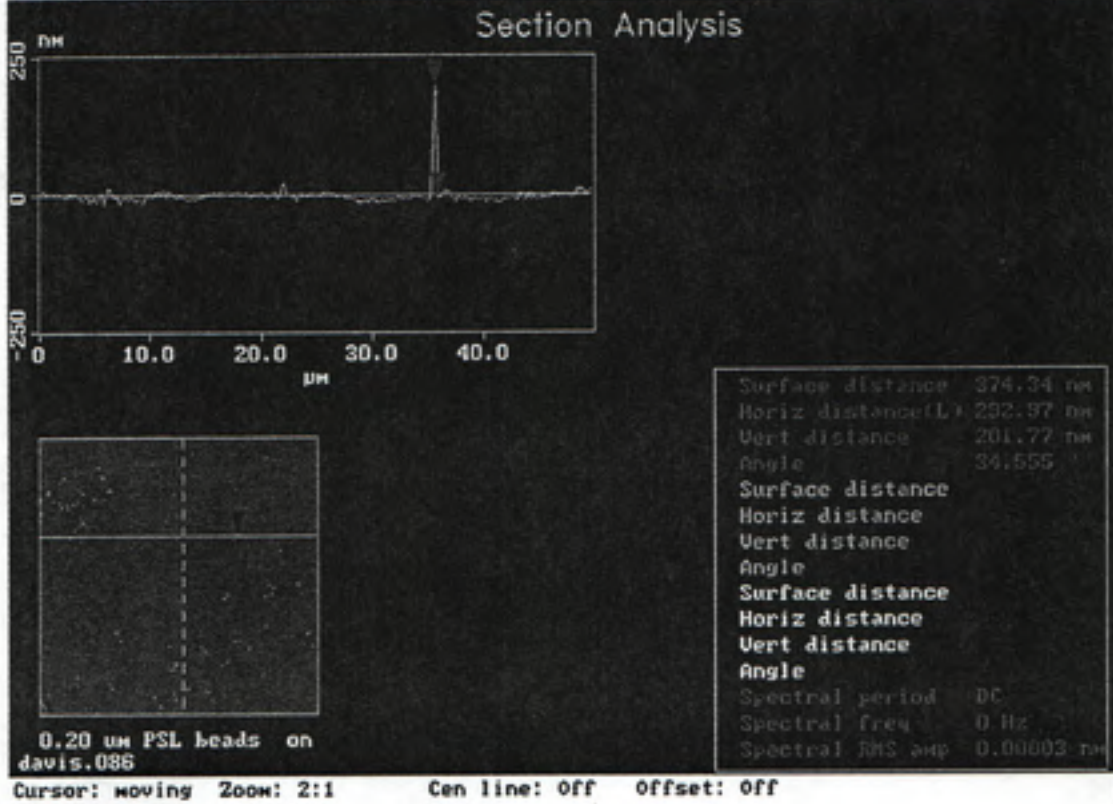 Section Analysis
nM
250
0
-250
0 10.0 20.0 30.0 40.0
µM
Surface distance 374.34 nM
Horiz distance(L) 292.97 nM
Vert distance 201.77 nM
Angle 34.555
Surface distance
Horiz distance
Vert distance
Angle
Surface distance
Horiz distance
Vert distance
Angle
Spectral period DC
Spectral freq 0 Hz
Spectral RMS amp 0.00003 nM
0.20 uM PSL beads on
davis.086
Cursor: moving Zoom: 2:1 Cen line: Off Offset: Off